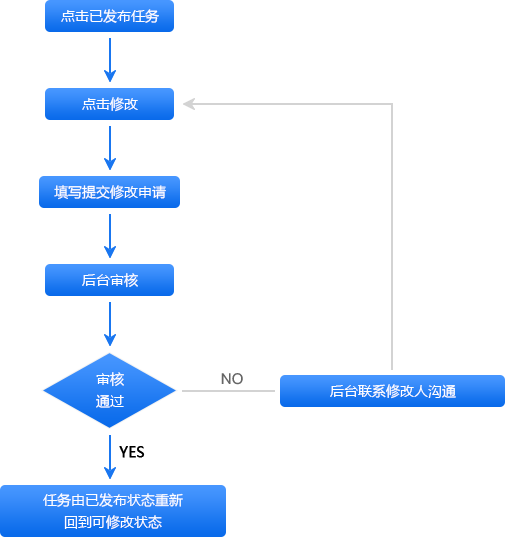 点击已发布任务
点击修改
填写提交修改申请
后台审核
审核
通过
NO
后台联系修改人沟通
YES
任务由已发布状态重新
回到可修改状态